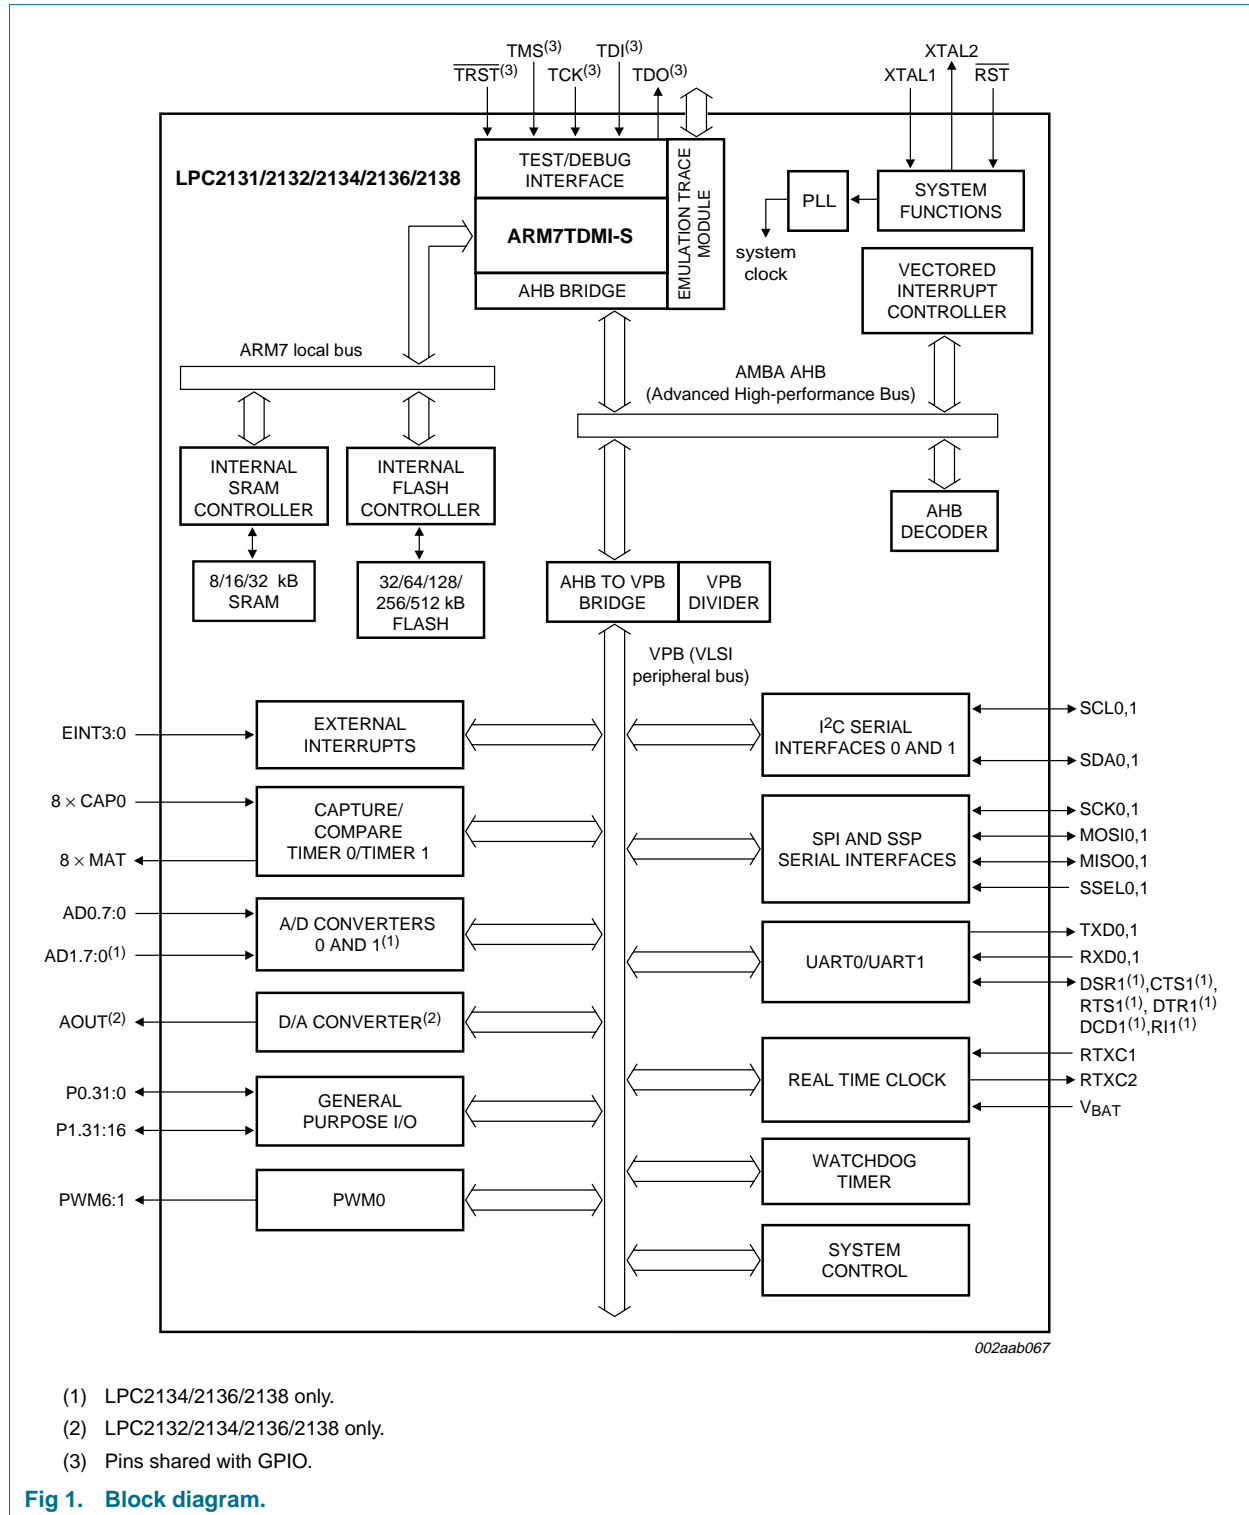 TMS(3)
TDI(3)
TRST(3)
TCK(3)
TDO(3)
XTAL2
XTAL1
RST
LPC2131/2132/2134/2136/2138
TEST/DEBUG
INTERFACE
ARM7TDMI-S
AHB BRIDGE
EMULATION TRACE
MODULE
PLL
SYSTEM
FUNCTIONS
system
clock
VECTORED
INTERRUPT
CONTROLLER
ARM7 local bus
AMBA AHB
(Advanced High-performance Bus)
INTERNAL
SRAM
CONTROLLER
INTERNAL
FLASH
CONTROLLER
AHB
DECODER
8/16/32 kB
SRAM
32/64/128/
256/512 kB
FLASH
AHB TO VPB
BRIDGE
VPB
DIVIDER
VPB (VLSI
peripheral bus)
EINT3:0
EXTERNAL
INTERRUPTS
8 × CAP0
8 × MAT
CAPTURE/
COMPARE
TIMER 0/TIMER 1
AD0.7:0
AD1.7:0(1)
A/D CONVERTERS
0 AND 1(1)
AOUT(2)
D/A CONVERTER(2)
P0.31:0
P1.31:16
GENERAL
PURPOSE I/O
PWM6:1
PWM0
I2C SERIAL
INTERFACES 0 AND 1
SCL0,1
SDA0,1
SPI AND SSP
SERIAL INTERFACES
SCK0,1
MOSI0,1
MISO0,1
SSEL0,1
UART0/UART1
TXD0,1
RXD0,1
DSR1(1),CTS1(1),
RTS1(1), DTR1(1)
DCD1(1),RI1(1)
REAL TIME CLOCK
RTXC1
RTXC2
VBAT
WATCHDOG
TIMER
SYSTEM
CONTROL
002aab067
(1) LPC2134/2136/2138 only.
(2) LPC2132/2134/2136/2138 only.
(3) Pins shared with GPIO.
Fig 1. Block diagram.